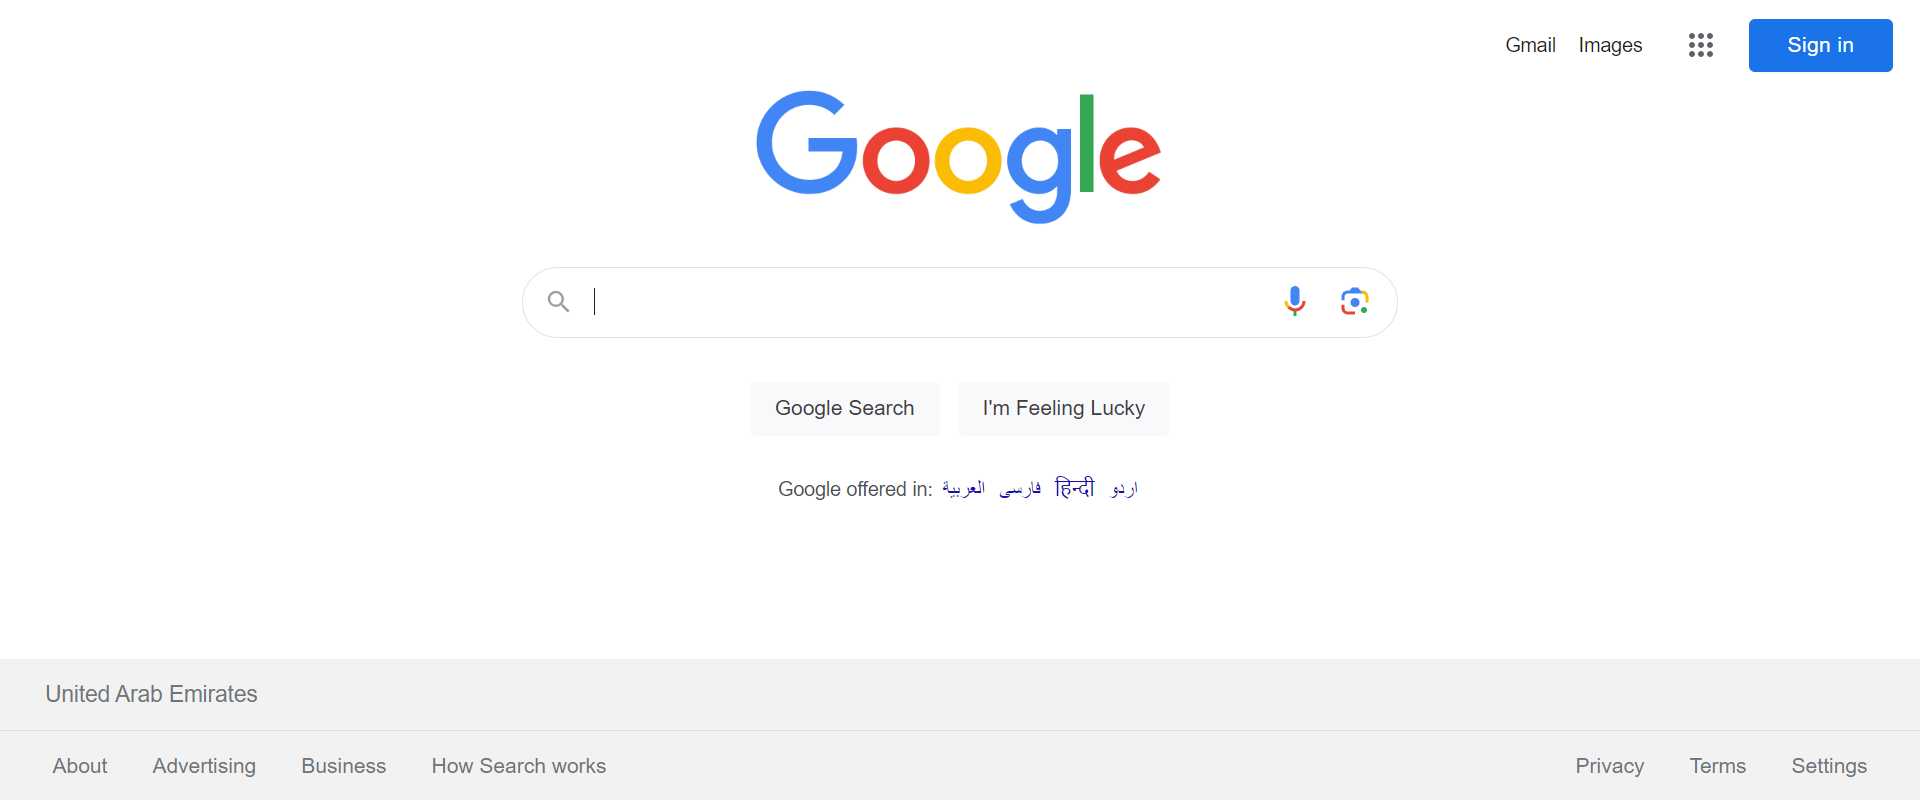 Gmail Images Sign in
Google
Google Search I'm Feeling Lucky
Google offered in: العربية فارسی हिन्दी اردو
United Arab Emirates
About Advertising Business How Search works Privacy Terms Settings